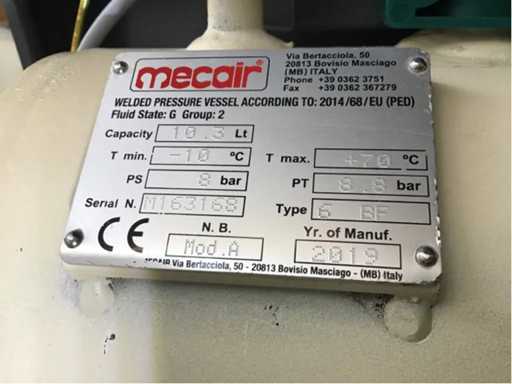 mecair
Via Bertacciola, 50
20813 Bovisio Masciago
(MB) ITALY
Phone +39 0362 3751
Fax +39 0362 367279
WELDED PRESSURE VESSEL ACCORDING TO: 2014/68/EU (PED)
Fluid State: G Group: 2
Capacity 10.3 Lt
T min. -10 °C T max. +70 °C
PS 8 bar PT 8.8 bar
Serial N. M163168 Type 6 BF
CE N. B. Yr. of Manuf.
Mod.A 2019
Via Bertacciola, 50 - 20813 Bovisio Masciago - (MB) Italy